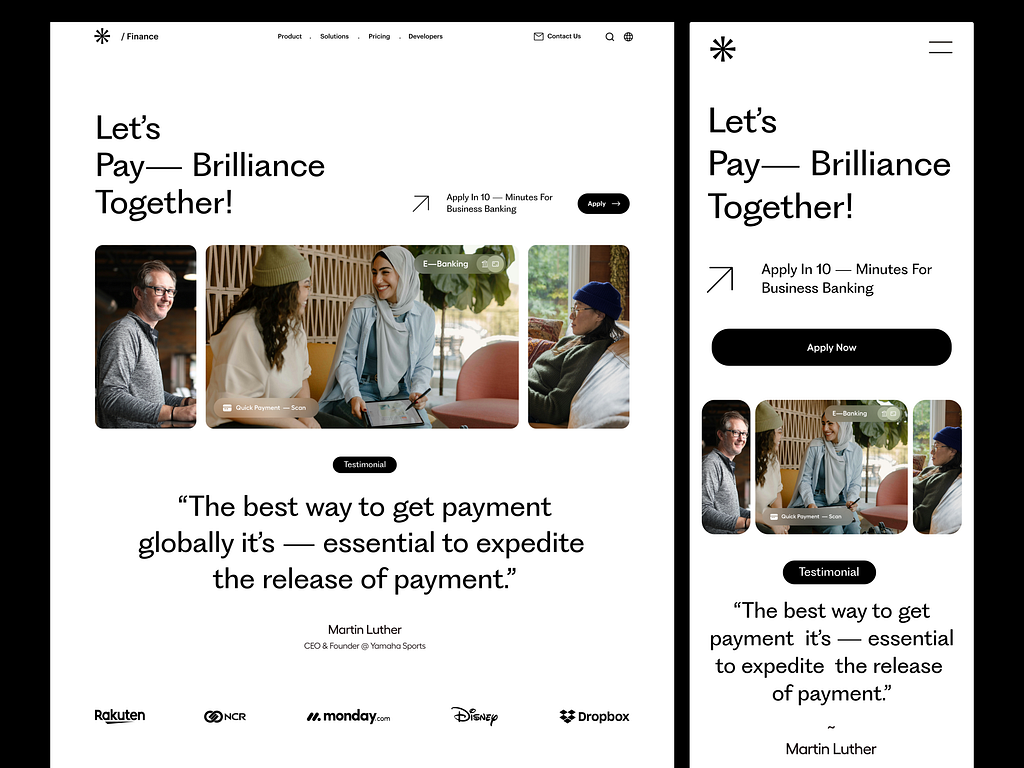 / Finance
Product . Solutions . Pricing . Developers
Contact Us
Let's
Pay— Brilliance
Together!
Apply In 10 — Minutes For
Business Banking
Apply
E—Banking
Quick Payment — Scan
Testimonial
“The best way to get payment
globally it’s — essential to expedite
the release of payment.”
Martin Luther
CEO & Founder @ Yamaha Sports
Rakuten
NCR
monday.com
Disney
Dropbox
Let’s
Pay— Brilliance
Together!
Apply In 10 — Minutes For
Business Banking
Apply Now
E—Banking
Quick Payment — Scan
Testimonial
“The best way to get
payment it’s — essential
to expedite the release
of payment.”
~
Martin Luther